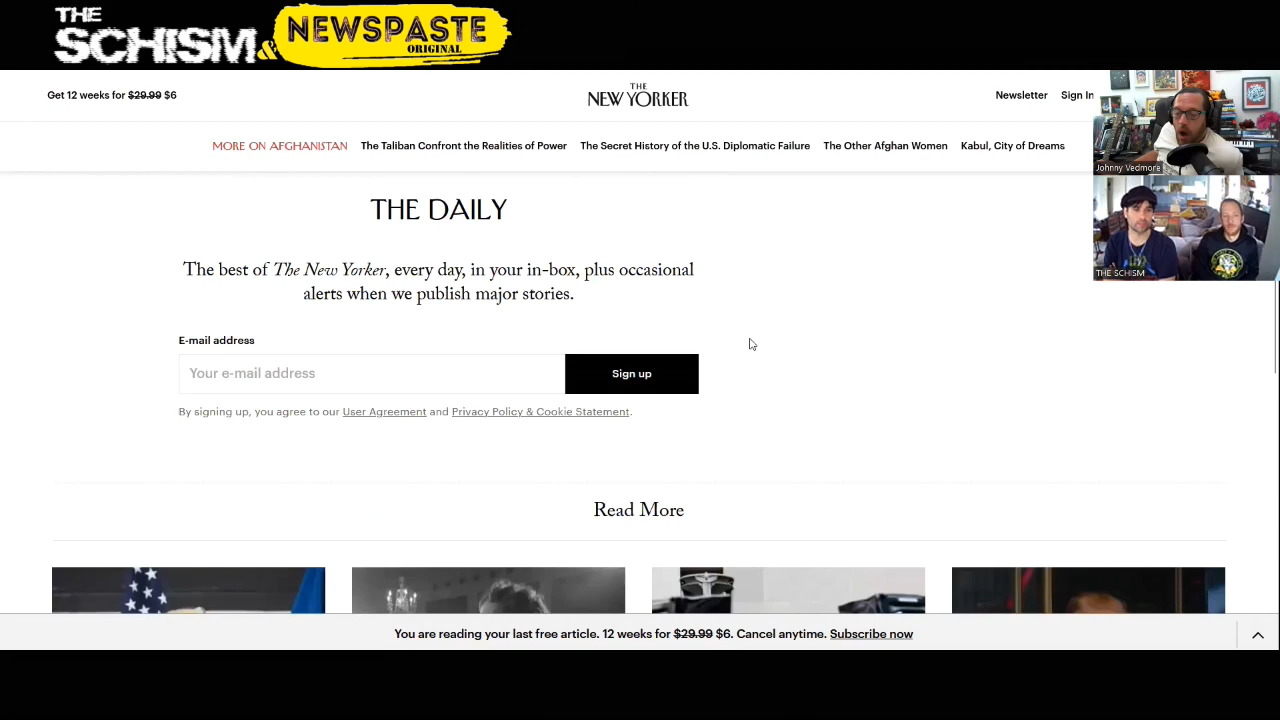 THE
SCHISM & NEWSPASTE
ORIGINAL
Get 12 weeks for $29.99 $6
THE
NEW YORKER
Newsletter Sign In
MORE ON AFGHANISTAN The Taliban Confront the Realities of Power The Secret History of the U.S. Diplomatic Failure The Other Afghan Women Kabul, City of Dreams
Johnny Vedmore
THE SCHISM
THE DAILY
The best of The New Yorker, every day, in your in-box, plus occasional
alerts when we publish major stories.
E-mail address
Your e-mail address
Sign up
By signing up, you agree to our User Agreement and Privacy Policy & Cookie Statement.
Read More
You are reading your last free article. 12 weeks for $29.99 $6. Cancel anytime. Subscribe now